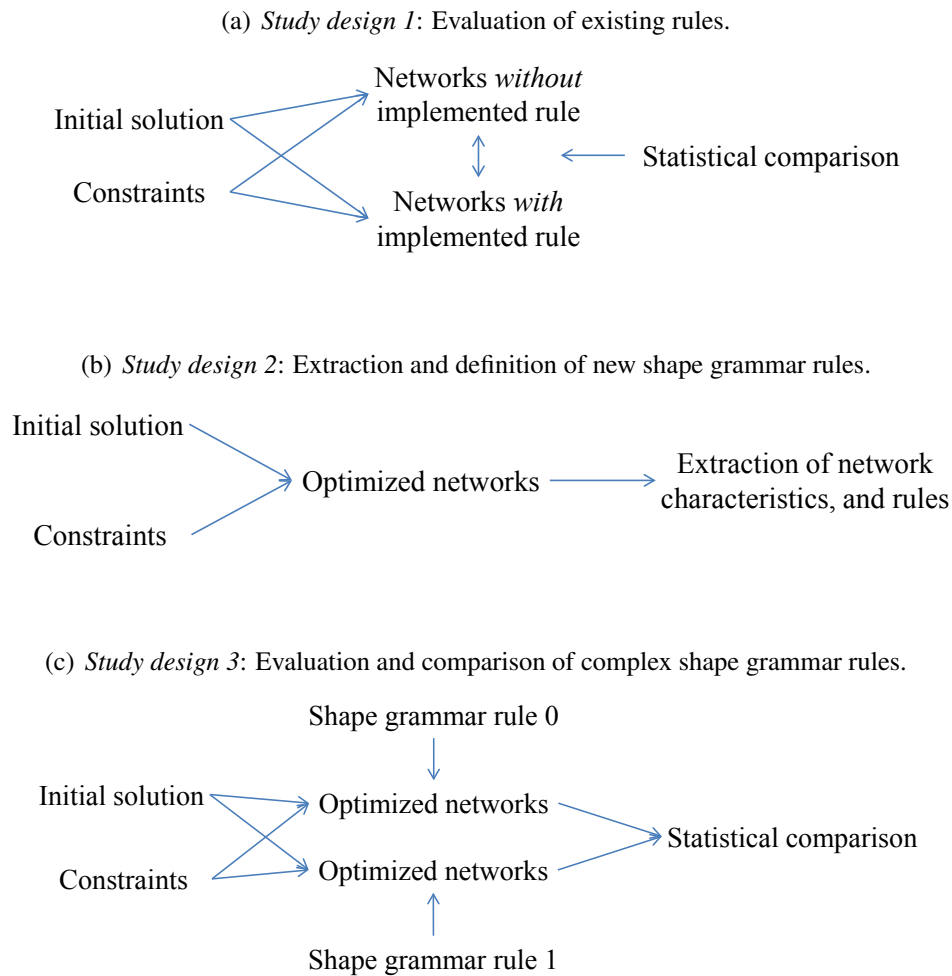 (a) Study design 1: Evaluation of existing rules.
Networks without
implemented rule
Initial solution
Statistical comparison
Constraints
Networks with
implemented rule
(b) Study design 2: Extraction and definition of new shape grammar rules.
Initial solution
Optimized networks
Extraction of network
characteristics, and rules
Constraints
(c) Study design 3: Evaluation and comparison of complex shape grammar rules.
Shape grammar rule 0
Initial solution
Optimized networks
Statistical comparison
Constraints
Optimized networks
Shape grammar rule 1